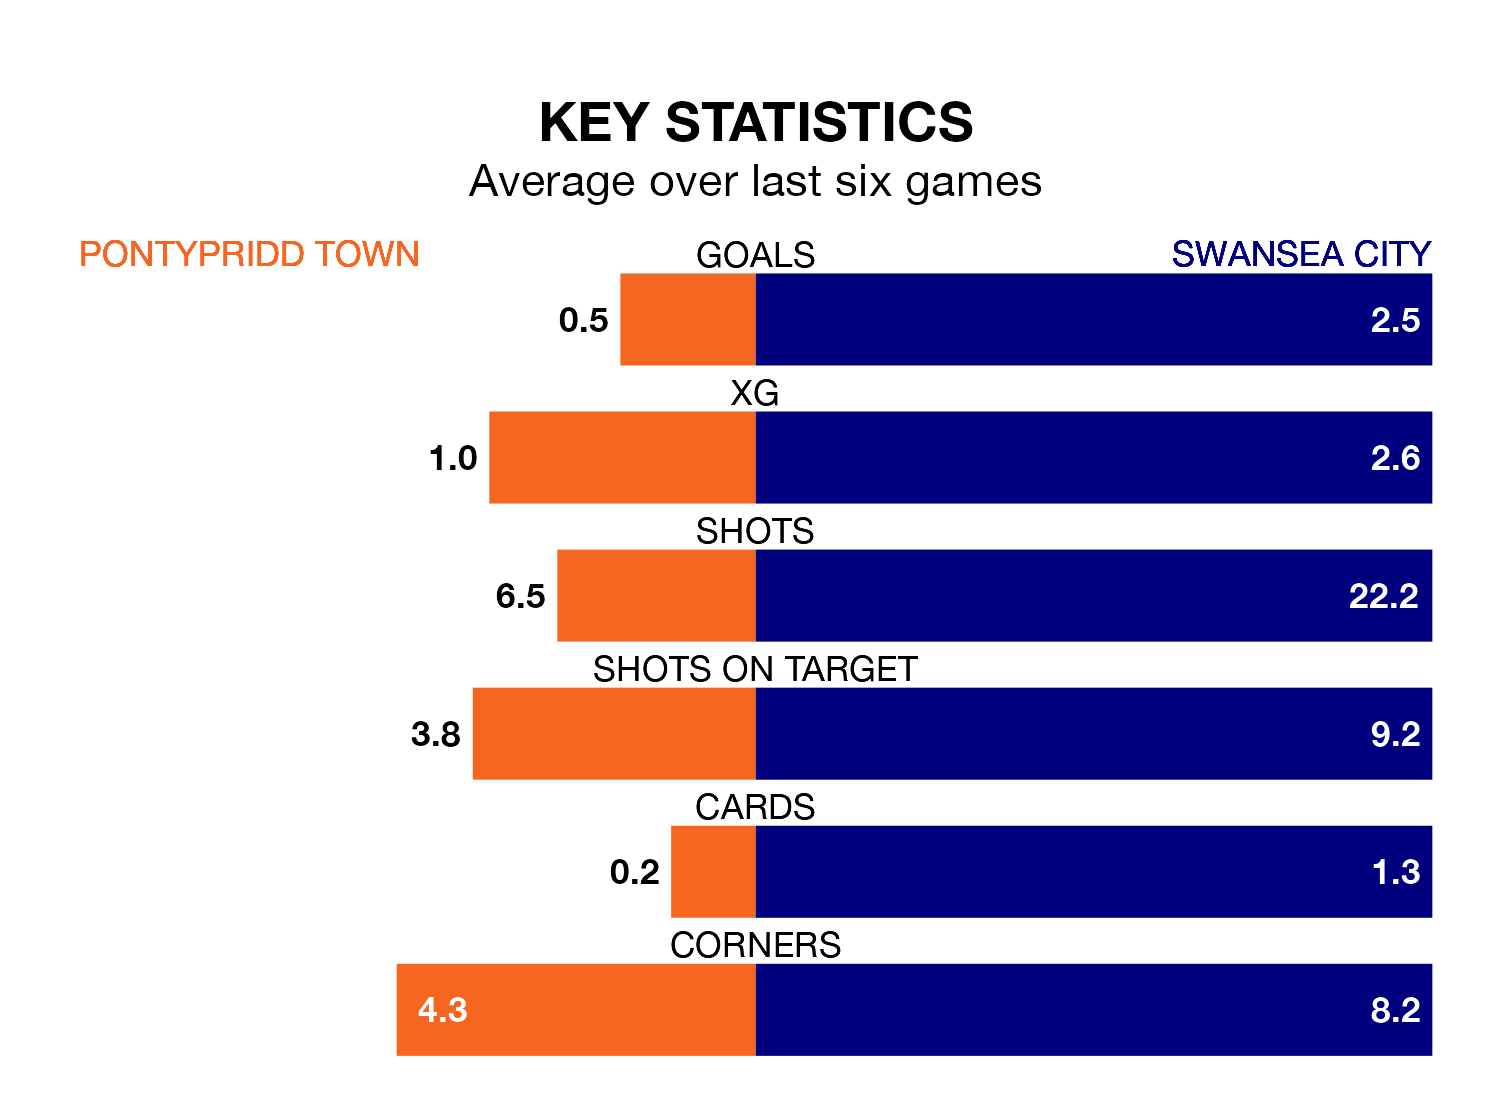 KEY STATISTICS
Average over last six games
PONTYPRIDD TOWN GOALS SWANSEA CITY
0.5 2.5
XG
1.0 2.6
SHOTS
6.5 22.2
SHOTS ON TARGET
3.8 9.2
CARDS
0.2 1.3
CORNERS
4.3 8.2